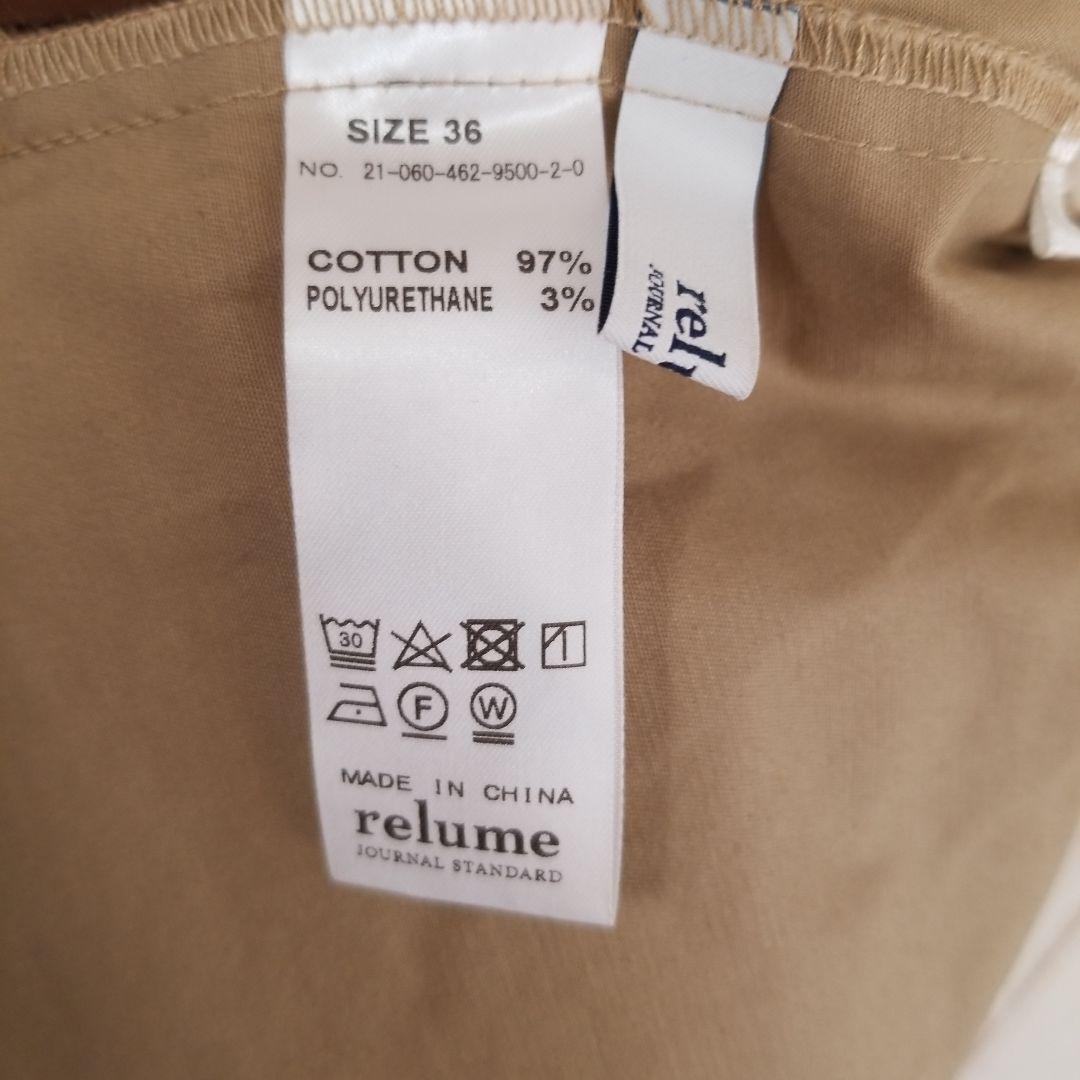 SIZE 36
NO. 21-060-462-9500-2-0
COTTON 97%
POLYURETHANE 3%
30
F
W
MADE IN CHINA
relume
JOURNAL STANDARD
JOURNAL